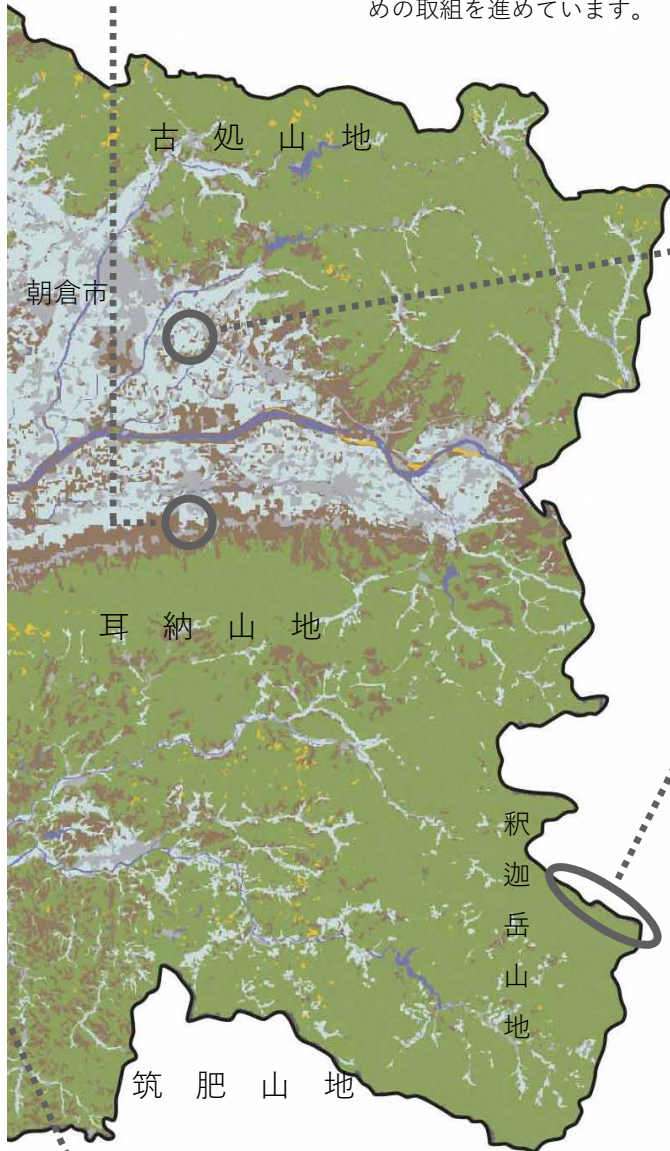 めの取組を進めています。
古処山地
朝倉市
耳納山地
釈迦岳山地
筑肥山地